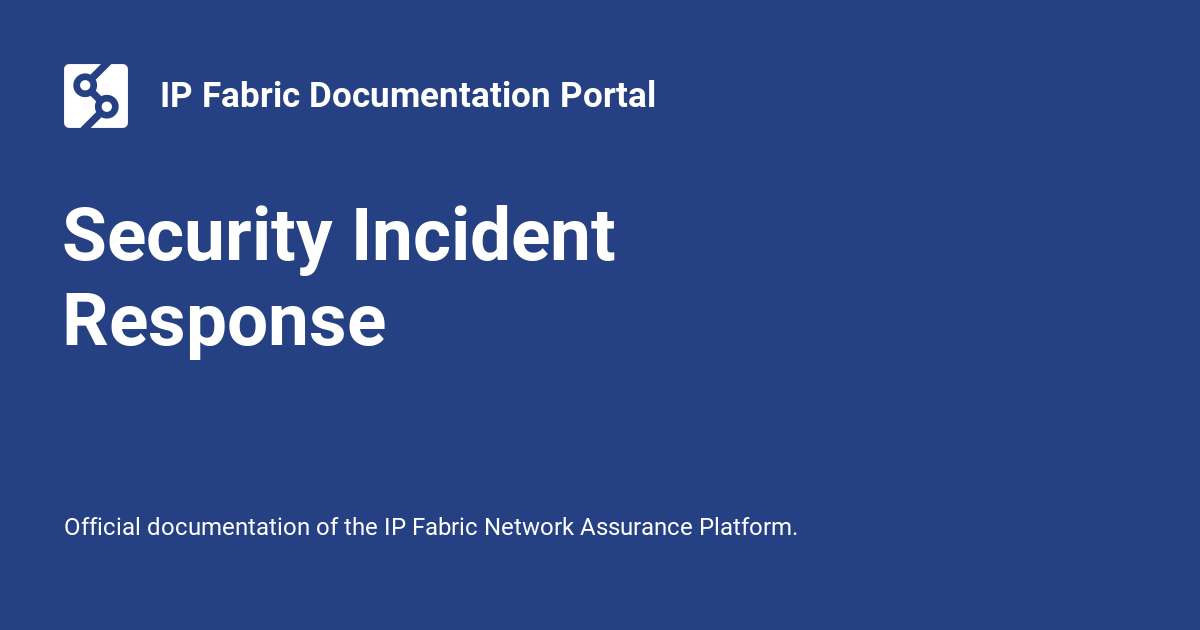 IP Fabric Documentation Portal
Security Incident
Response
Official documentation of the IP Fabric Network Assurance Platform.